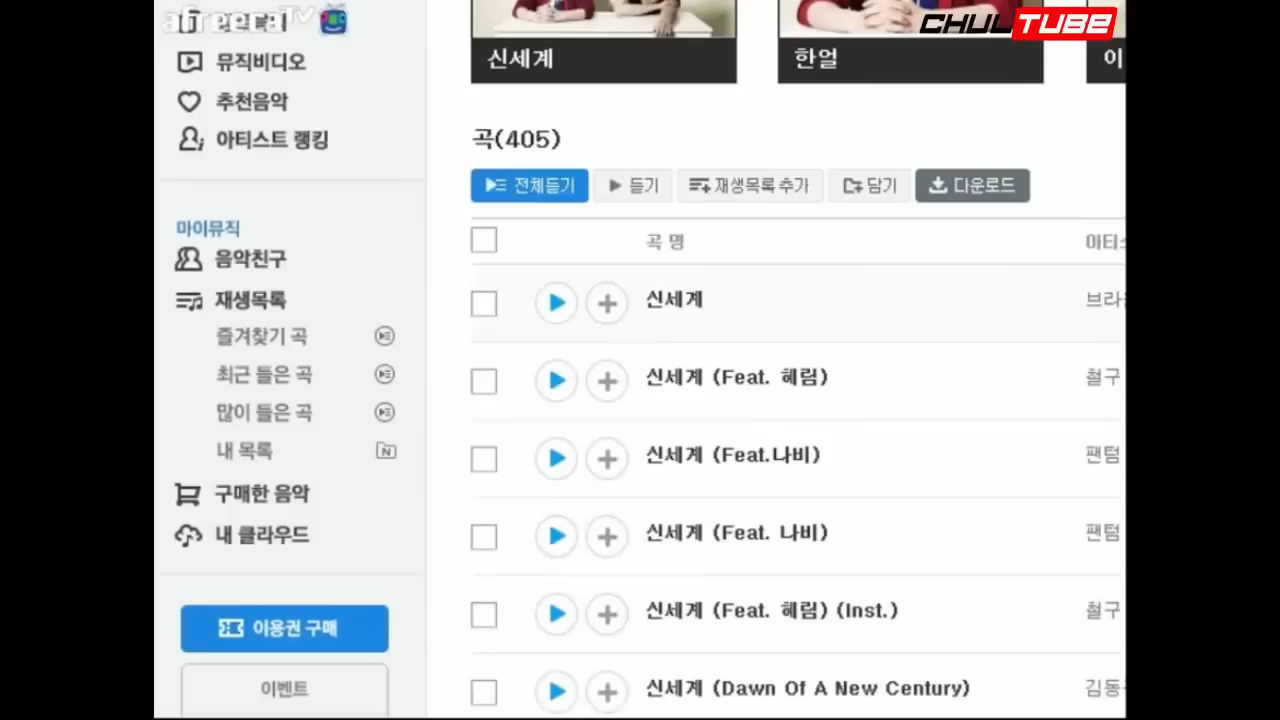 afreecaTV
CHULTUBE
뮤직비디오
추천음악
아티스트 랭킹
마이뮤직
음악친구
재생목록
즐겨찾기 곡
최근 들은 곡
많이 들은 곡
내 목록
N
구매한 음악
내 클라우드
이용권 구매
이벤트
신세계
한얼
이
곡(405)
전체듣기
듣기
재생목록 추가
담기
다운로드
곡 명
아티
신세계
브라
신세계 (Feat. 혜림)
철구
신세계 (Feat.나비)
팬텀
신세계 (Feat. 나비)
팬텀
신세계 (Feat. 혜림) (Inst.)
철구
신세계 (Dawn Of A New Century)
김동